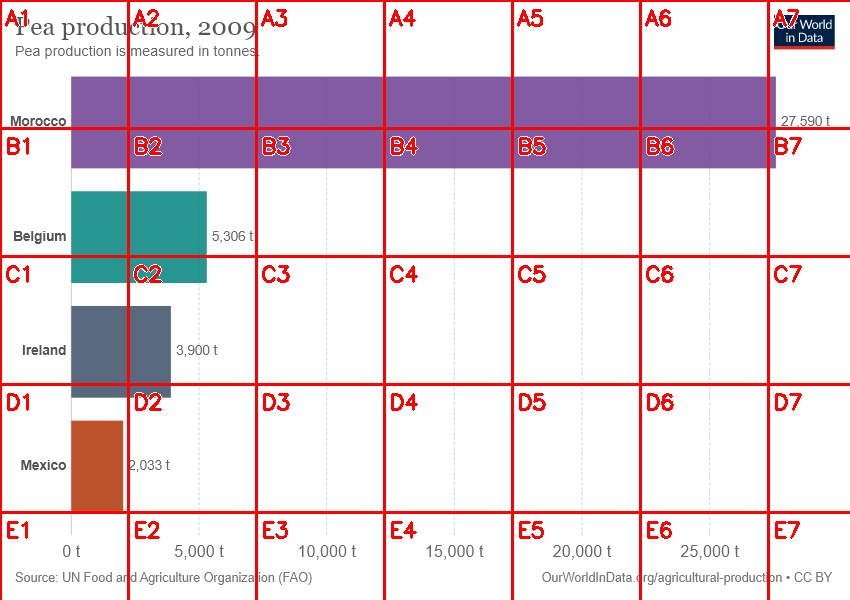 Pea production, 2009
Pea production is measured in tonnes.
Our World
in Data
Morocco
27,590 t
Belgium
5,306 t
Ireland
3,900 t
Mexico
2,033 t
0 t
5,000 t
10,000 t
15,000 t
20,000 t
25,000 t
Source: UN Food and Agriculture Organization (FAO)
OurWorldInData.org/agricultural-production • CC BY
A1 A2 A3 A4 A5 A6 A7
B1 B2 B3 B4 B5 B6 B7
C1 C2 C3 C4 C5 C6 C7
D1 D2 D3 D4 D5 D6 D7
E1 E2 E3 E4 E5 E6 E7